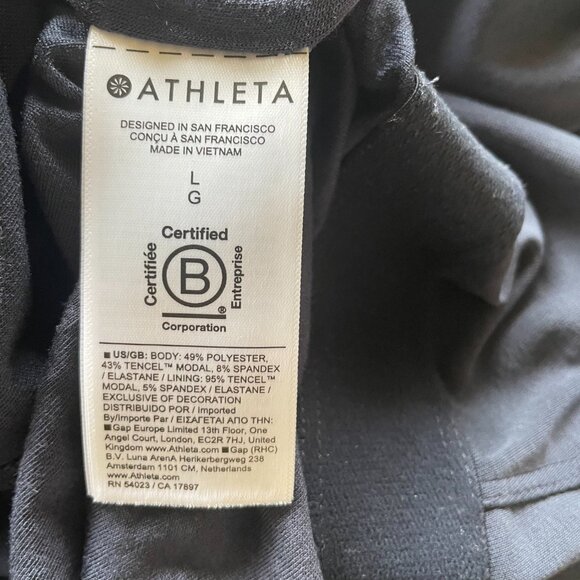 ATHLETA
DESIGNED IN SAN FRANCISCO
CONÇU À SAN FRANCISCO
MADE IN VIETNAM
L
G
Certified
Certifiée
B
Entreprise
®
Corporation
■ US/GB: BODY: 49% POLYESTER,
43% TENCEL™ MODAL, 8% SPANDEX
/ ELASTANE / LINING: 95% TENCEL™
MODAL, 5% SPANDEX / ELASTANE /
EXCLUSIVE OF DECORATION
DISTRIBUIDO POR / Imported
By/Importe Par / ΕΙΣΑΓΕΤΑΙ ΑΠΟ ΤΗΝ:
■ Gap Europe Limited 13th Floor, One
Angel Court, London, EC2R 7HJ, United
Kingdom www.Athleta.com ■ Gap (RHC)
B.V. Luna ArenA Herikerbergweg 238
Amsterdam 1101 CM, Netherlands
www.Athleta.com
RN 54023 / CA 17897